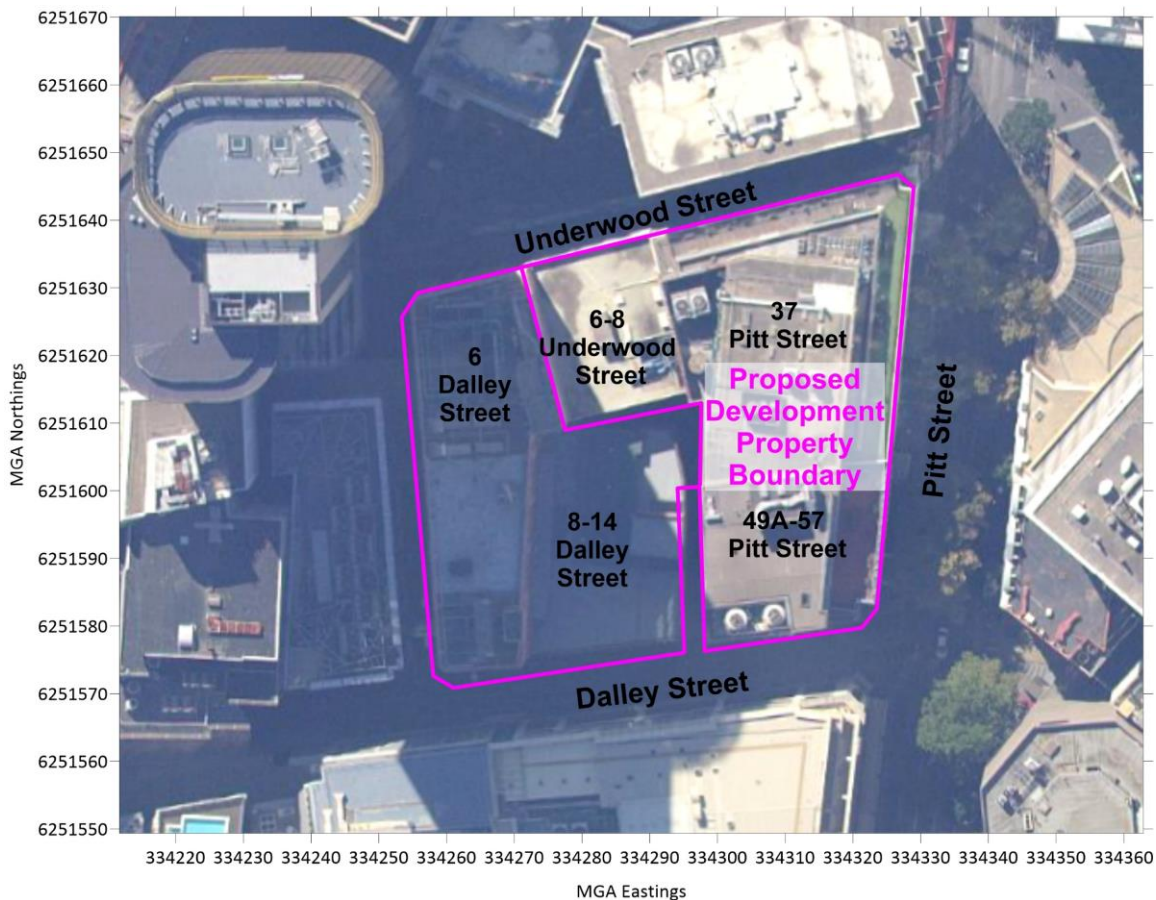 6251670
6251660
6251650
6251640
6251630
6251620
6251610
6251600
6251590
6251580
6251570
6251560
6251550
MGA Northings
Underwood Street
37
Pitt Street
6-8
Underwood
Street
6
Dalley
Street
Proposed
Development
Property
Boundary
Pitt Street
8-14
Dalley
Street
49A-57
Pitt Street
Dalley Street
334220 334230 334240 334250 334260 334270 334280 334290 334300 334310 334320 334330 334340 334350 334360
MGA Eastings